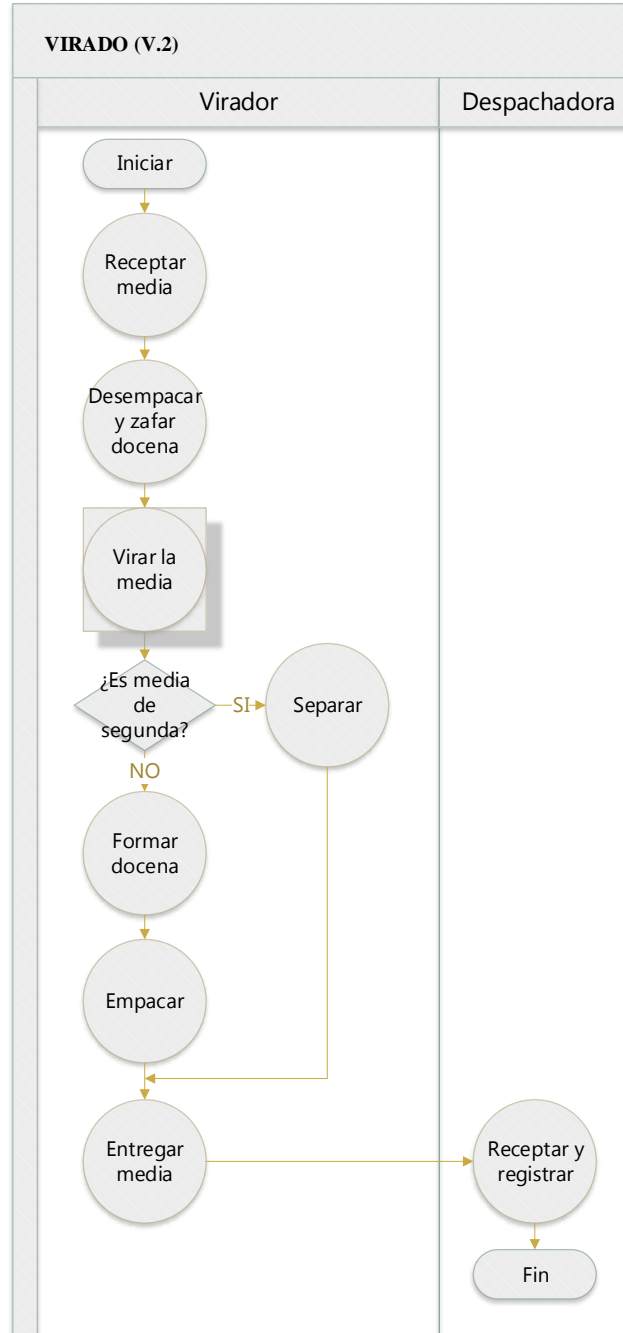 VIRADO (V.2)
Virador
Despachadora
Iniciar
Receptar
media
Desempacar
y zafar
docena
Virar la
media
¿Es media
de
segunda?
SI
Separar
NO
Formar
docena
Empacar
Entregar
media
Receptar y
registrar
Fin